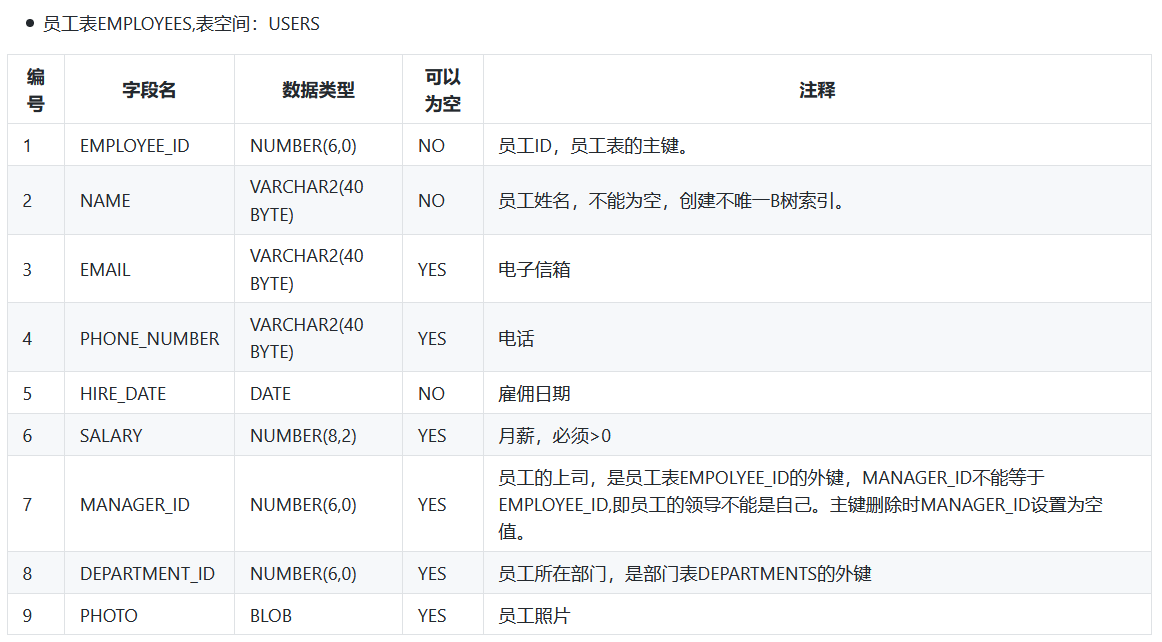 ● 员工表EMPLOYEES,表空间：USERS
编号 字段名 数据类型 可以为空 注释
1 EMPLOYEE_ID NUMBER(6,0) NO 员工ID，员工表的主键。
2 NAME VARCHAR2(40 BYTE) NO 员工姓名，不能为空，创建不唯一B树索引。
3 EMAIL VARCHAR2(40 BYTE) YES 电子信箱
4 PHONE_NUMBER VARCHAR2(40 BYTE) YES 电话
5 HIRE_DATE DATE NO 雇佣日期
6 SALARY NUMBER(8,2) YES 月薪，必须>0
7 MANAGER_ID NUMBER(6,0) YES 员工的上司，是员工表EMPOLYEE_ID的外键，MANAGER_ID不能等于
EMPLOYEE_ID,即员工的领导不能是自己。主键删除时MANAGER_ID设置为空
值。
8 DEPARTMENT_ID NUMBER(6,0) YES 员工所在部门，是部门表DEPARTMENTS的外键
9 PHOTO BLOB YES 员工照片